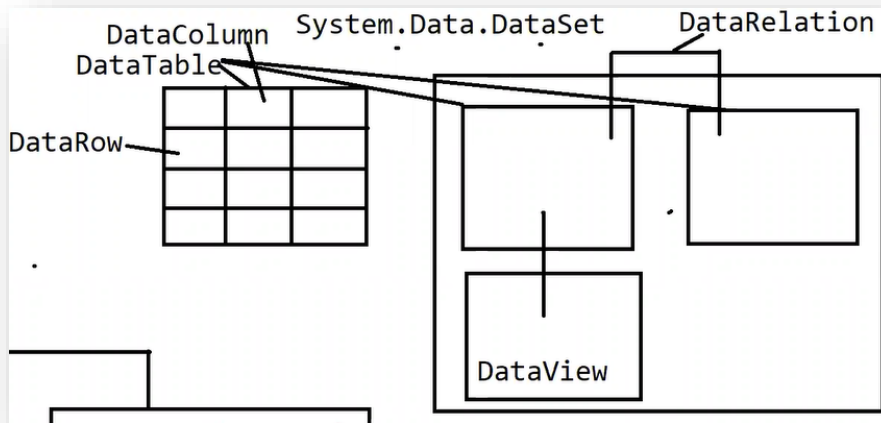 System.Data.DataSet
DataRelation
DataColumn
DataTable
DataRow
DataView